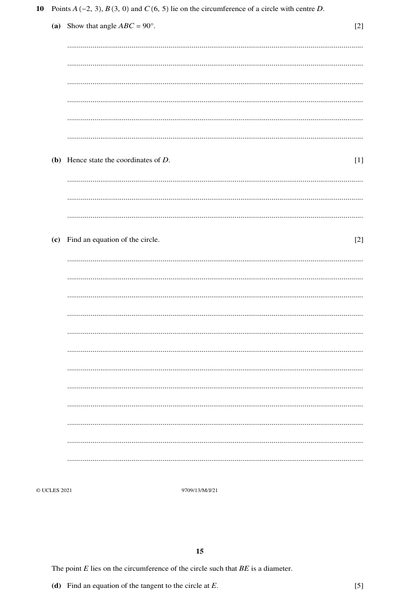 10 Points A (−2, 3), B (3, 0) and C (6, 5) lie on the circumference of a circle with centre D.
(a) Show that angle ABC = 90°. [2]
(b) Hence state the coordinates of D. [1]
(c) Find an equation of the circle. [2]
© UCLES 2021 9709/13/M/J/21
15
The point E lies on the circumference of the circle such that BE is a diameter.
(d) Find an equation of the tangent to the circle at E. [5]